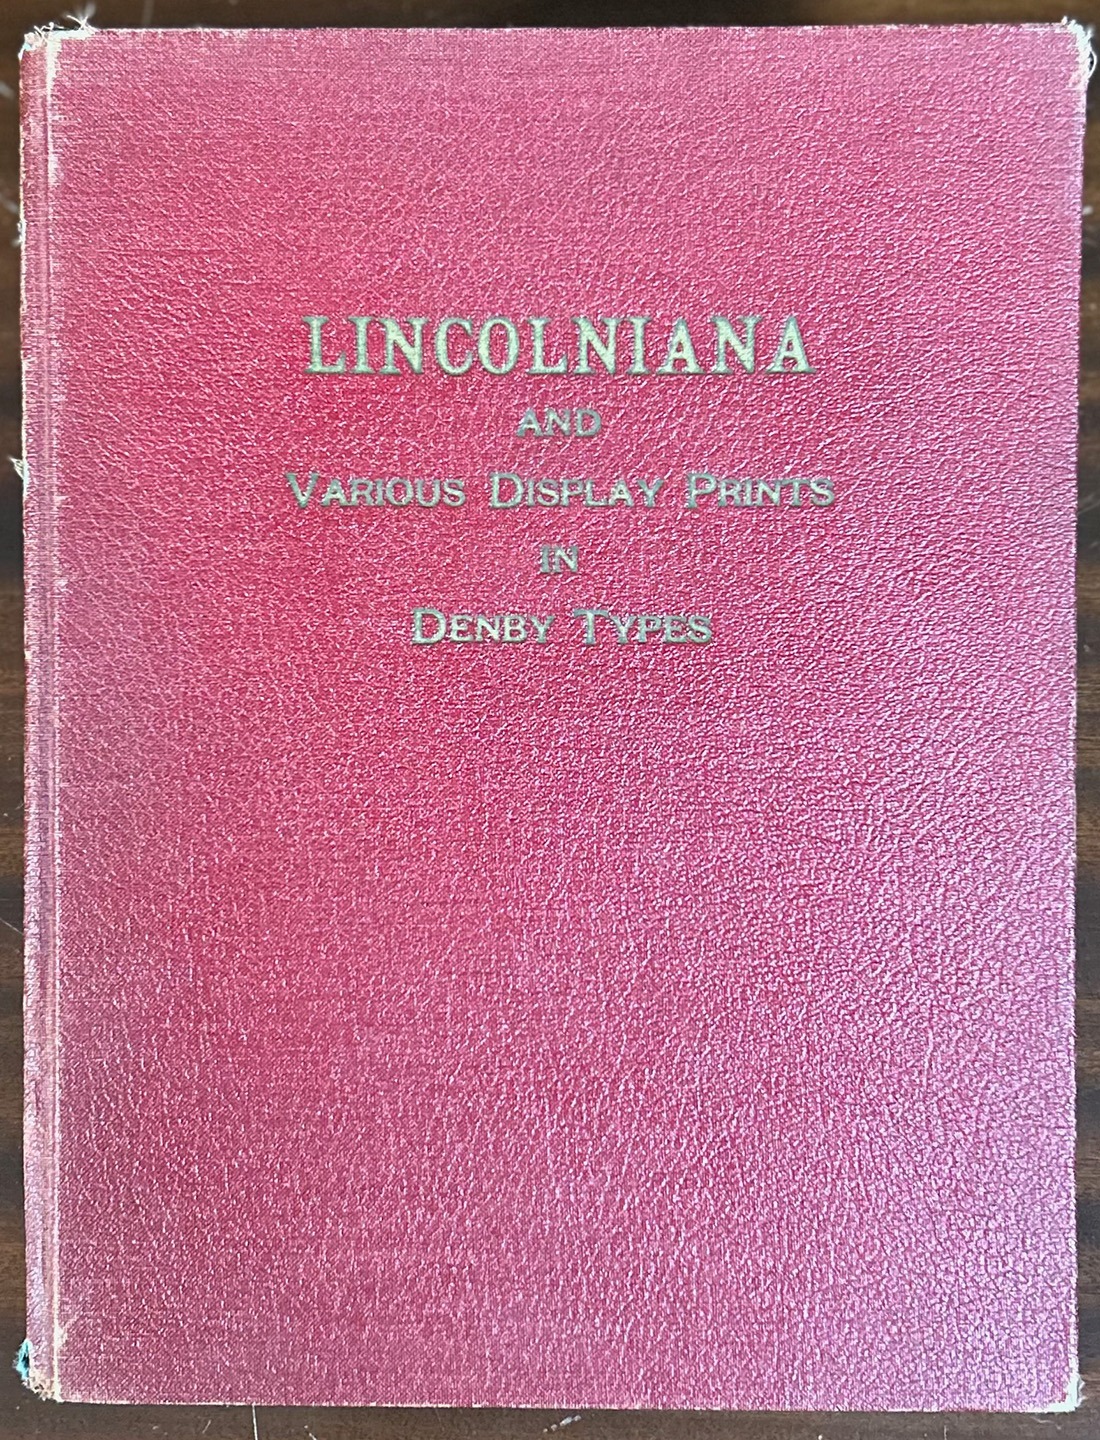 LINCOLNIANA
AND
VARIOUS DISPLAY PRINTS
IN
DENBY TYPES